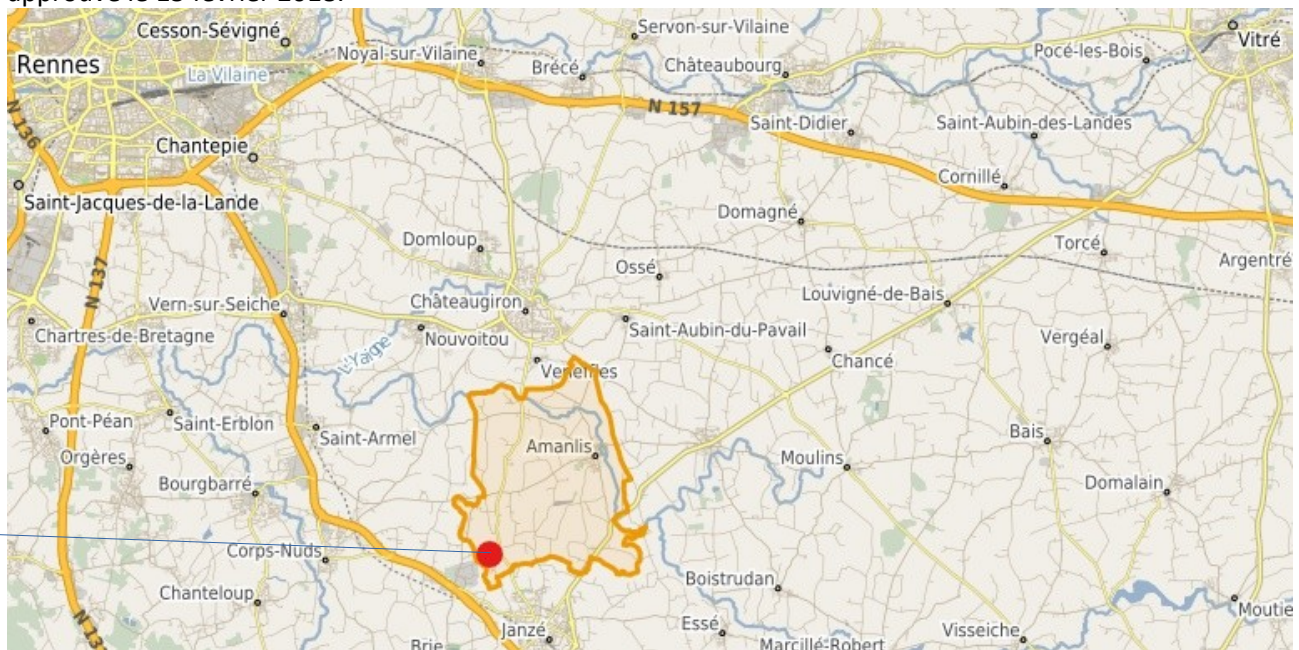 Cesson-Sévigné
Servon-sur-Vilaine
Vitré
Rennes
Noyal-sur-Vilaine
Brécé
Châteaubourg
Pocé-les-Bois
La Vilaine
N 136
N 157
Saint-Didier
Saint-Aubin-des-Landes
Chantepie
Cornillé
Saint-Jacques-de-la-Lande
Domagné
Domloup
Torcé
Ossé
Argentré
N 137
Vern-sur-Seiche
Châteaugiron
Louvigné-de-Bais
Chartres-de-Bretagne
Nouvoitou
Saint-Aubin-du-Pavail
Vergéal
L'Yaigne
Chancé
Veneffles
Pont-Péan
Saint-Erblon
Saint-Armel
Bais
Orgères
Amanlis
Moulins
Bourgbarré
Domalain
Corps-Nuds
Boistrudan
Chanteloup
Moutie
Janzé
Essé
Visseiche
Brie
Marcillé-Robert